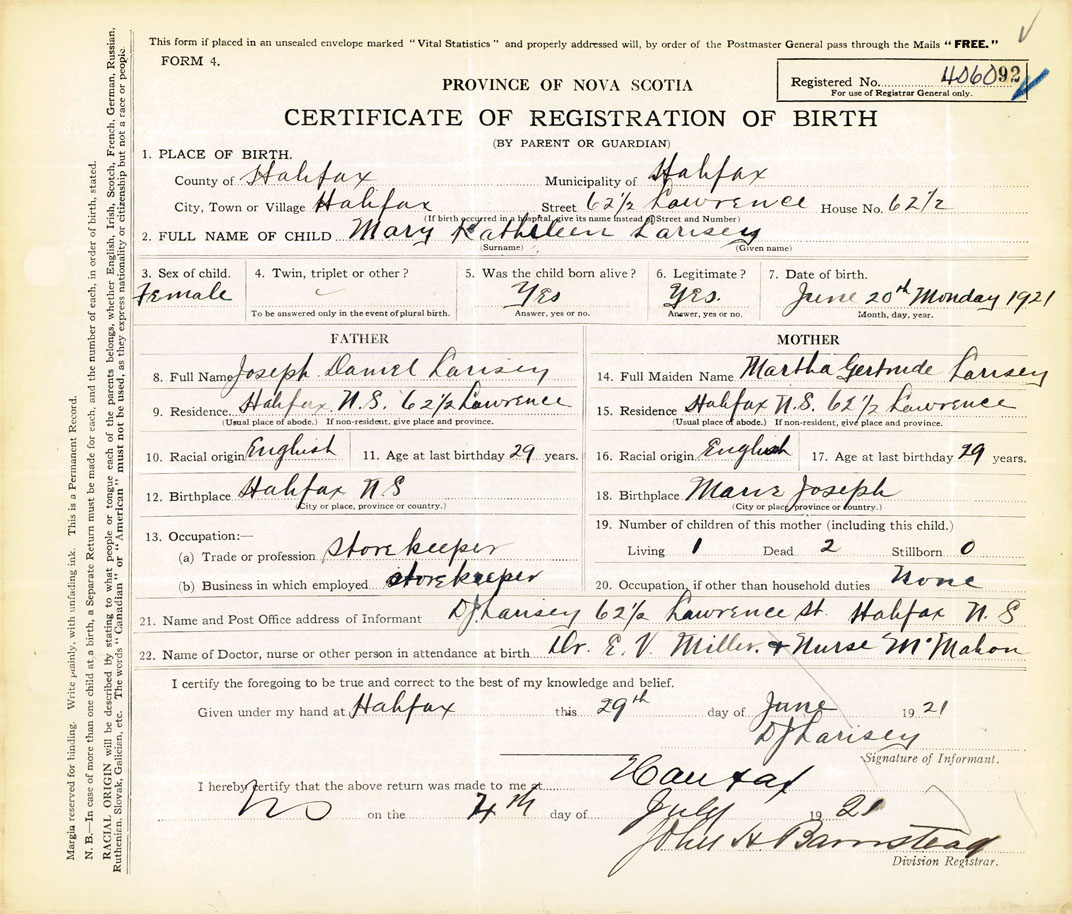 This form if placed in an unsealed envelope marked "Vital Statistics" and properly addressed will, by order of the Postmaster General pass through the Mails "FREE."
FORM 4.
Registered No. 406092
For use of Registrar General only.
PROVINCE OF NOVA SCOTIA
CERTIFICATE OF REGISTRATION OF BIRTH
(BY PARENT OR GUARDIAN)
1. PLACE OF BIRTH.
County of Halifax Municipality of Halifax
City, Town or Village Halifax Street 62½ Lawrence House No. 62½
(If birth occurred in a hospital, give its name instead of Street and Number)
2. FULL NAME OF CHILD Mary Kathleen Larisey
(Surname) (Given name)
3. Sex of child. 4. Twin, triplet or other? 5. Was the child born alive? 6. Legitimate? 7. Date of birth.
Female Yes Yes. June 20th Monday 1921
To be answered only in the event of plural birth. Answer, yes or no. Answer, yes or no. Month, day, year.
FATHER
8. Full Name Joseph Daniel Larisey
9. Residence Halifax N.S. 62½ Lawrence
(Usual place of abode.) If non-resident, give place and province.
10. Racial origin English 11. Age at last birthday 29 years.
12. Birthplace Halifax N S
(City or place, province or country.)
13. Occupation:—
(a) Trade or profession storekeeper
(b) Business in which employed storekeeper
MOTHER
14. Full Maiden Name Martha Gertrude Larisey
15. Residence Halifax N.S. 62½ Lawrence
(Usual place of abode.) If non-resident, give place and province.
16. Racial origin English 17. Age at last birthday 29 years.
18. Birthplace Marie Joseph
(City or place, province or country.)
19. Number of children of this mother (including this child.)
Living 1 Dead 2 Stillborn 0
20. Occupation, if other than household duties None
21. Name and Post Office address of Informant DJ Larisey 62½ Lawrence St. Halifax N. S
22. Name of Doctor, nurse or other person in attendance at birth Dr. E. V. Miller. + Nurse McMahon
I certify the foregoing to be true and correct to the best of my knowledge and belief.
Given under my hand at Halifax this 29th day of June 1921
DJ Larisey
Signature of Informant.
I hereby certify that the above return was made to me at Halifax
NS on the 4th day of July 1921
John H Barnstead
Division Registrar.
Margin reserved for binding. Write plainly, with unfading ink. This is a Permanent Record.
N. B.—In case of more than one child at a birth, a Separate Return must be made for each, and the number of each, in order of birth, stated.
RACIAL ORIGIN will be described by stating to what people or tongue each of the parents belongs, whether English, Irish, Scotch, French, German, Russian,
Ruthenian, Slovak, Galician, etc. The words "Canadian" or "American" must not be used, as they express nationality or citizenship but not a race or people.